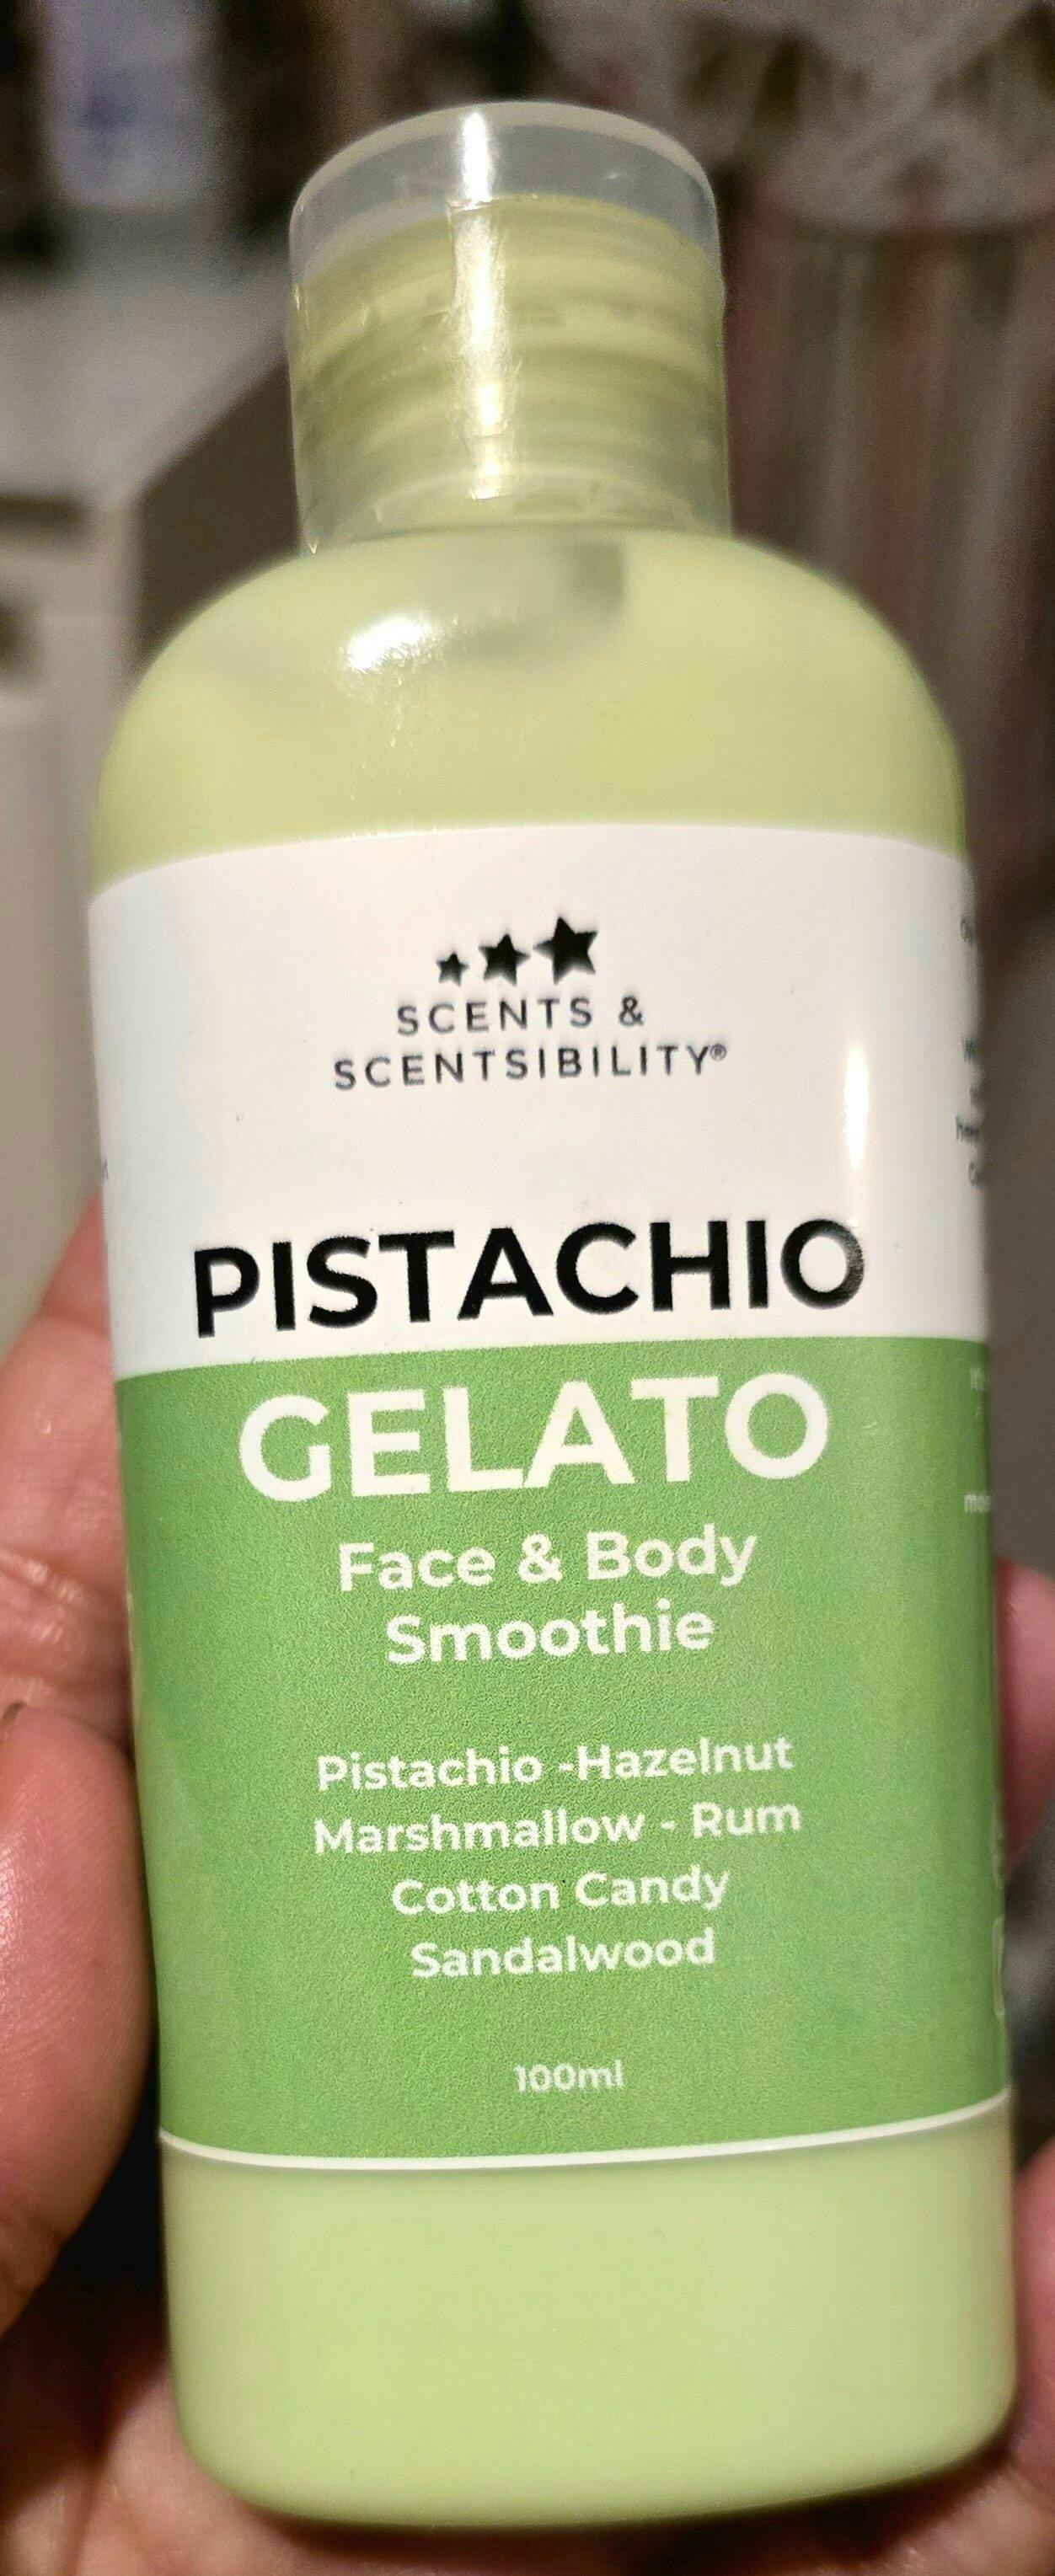 SCENTS &
SCENTSIBILITY®
PISTACHIO
GELATO
Face & Body
Smoothie
Pistachio -Hazelnut
Marshmallow - Rum
Cotton Candy
Sandalwood
100ml